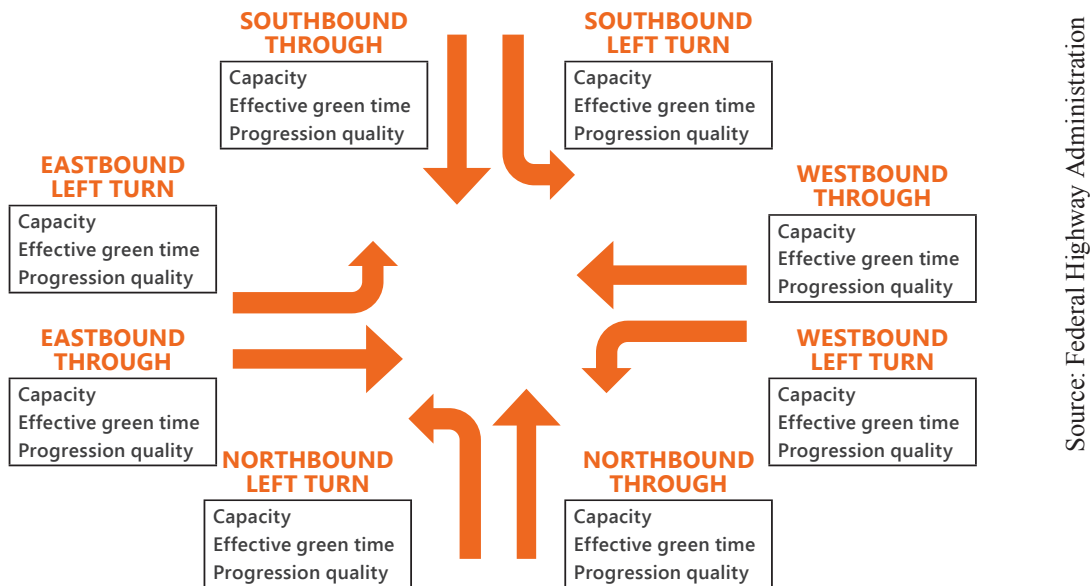 SOUTHBOUND
THROUGH
Capacity
Effective green time
Progression quality
SOUTHBOUND
LEFT TURN
Capacity
Effective green time
Progression quality
EASTBOUND
LEFT TURN
Capacity
Effective green time
Progression quality
WESTBOUND
THROUGH
Capacity
Effective green time
Progression quality
EASTBOUND
THROUGH
Capacity
Effective green time
Progression quality
WESTBOUND
LEFT TURN
Capacity
Effective green time
Progression quality
NORTHBOUND
LEFT TURN
Capacity
Effective green time
Progression quality
NORTHBOUND
THROUGH
Capacity
Effective green time
Progression quality
Source: Federal Highway Administration